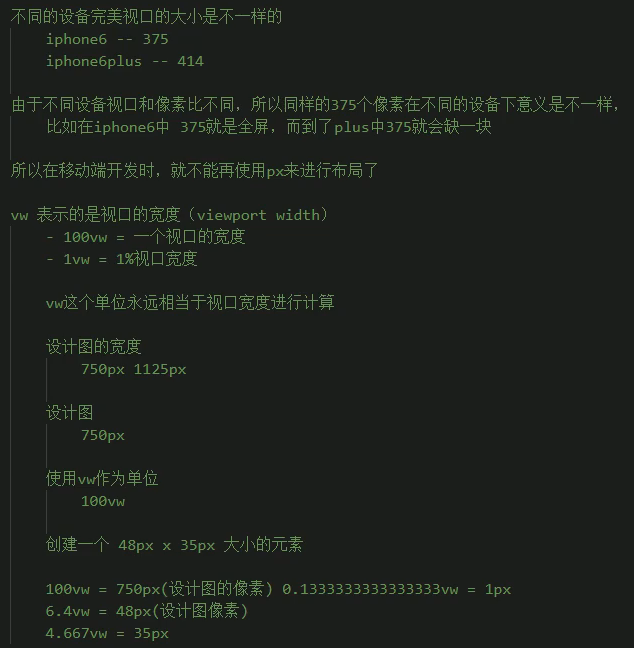 不同的设备完美视口的大小是不一样的
iphone6 -- 375
iphone6plus -- 414
由于不同设备视口和像素比不同，所以同样的375个像素在不同的设备下意义是不一样，
比如在iphone6中 375就是全屏，而到了plus中375就会缺一块
所以在移动端开发时，就不能再使用px来进行布局了
vw 表示的是视口的宽度（viewport width）
- 100vw = 一个视口的宽度
- 1vw = 1%视口宽度
vw这个单位永远相当于视口宽度进行计算
设计图的宽度
750px 1125px
设计图
750px
使用vw作为单位
100vw
创建一个 48px x 35px 大小的元素
100vw = 750px(设计图的像素) 0.1333333333333333vw = 1px
6.4vw = 48px(设计图像素)
4.667vw = 35px